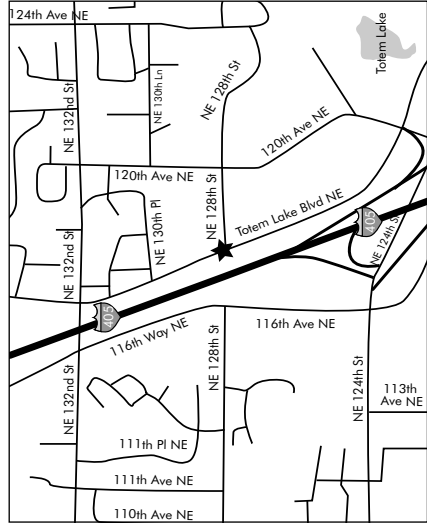 124th Ave NE
NE 132nd St
NE 130th Ln
NE 128th St
Totem Lake
120th Ave NE
120th Ave NE
NE 132nd St
NE 130th Pl
NE 128th St
Totem Lake Blvd NE
405
NE 124th St
405
116th Way NE
116th Ave NE
NE 132nd St
NE 128th St
NE 124th St
113th
Ave NE
111th Pl NE
111th Ave NE
110th Ave NE